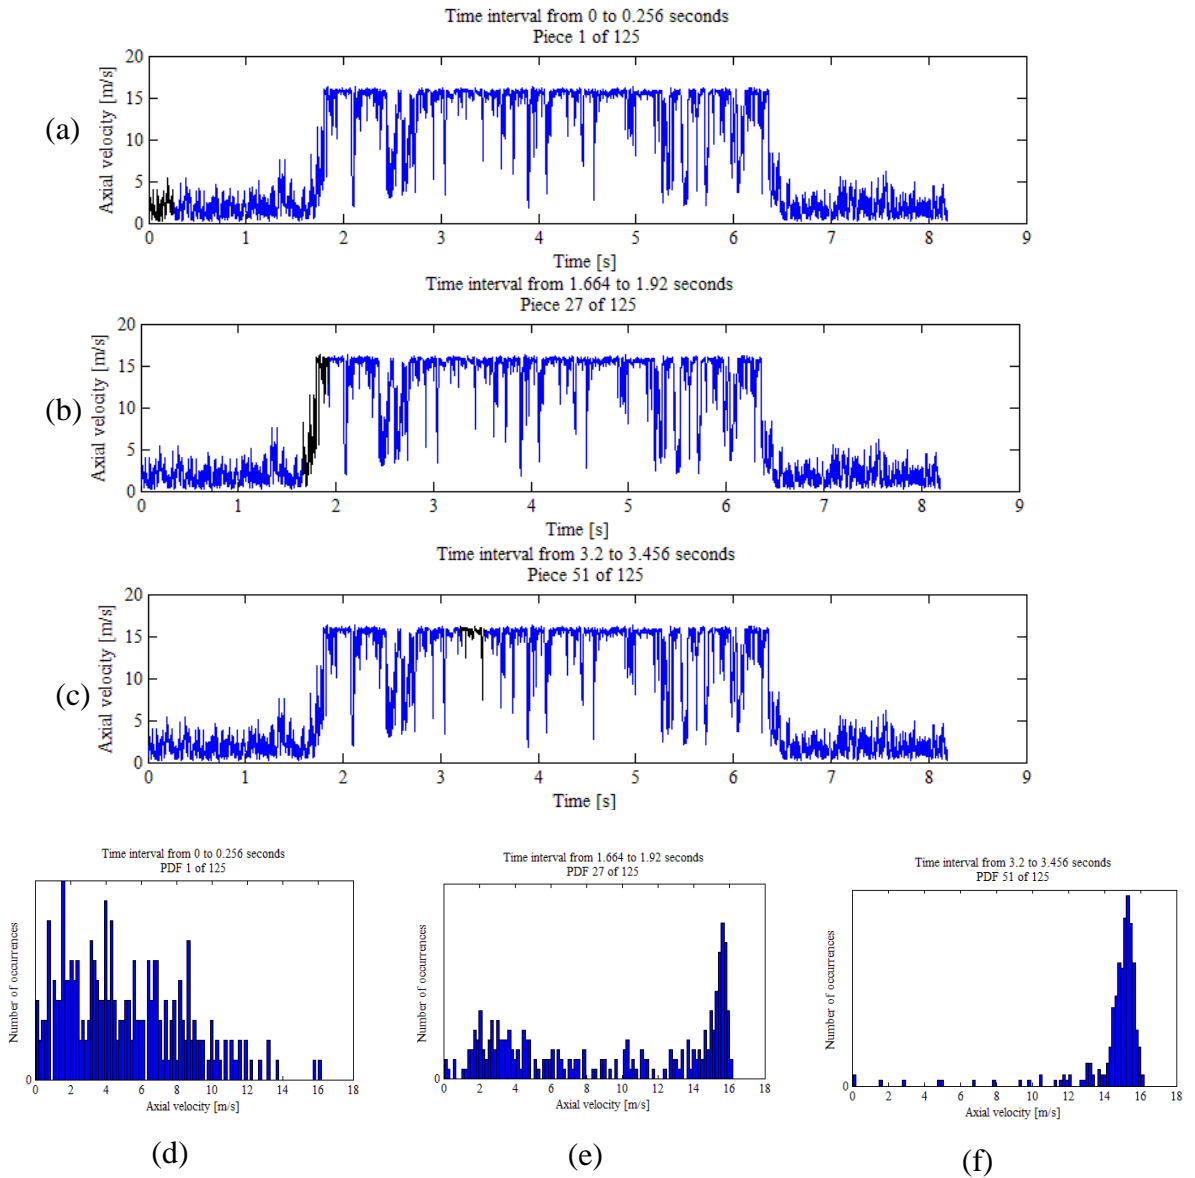 Time interval from 0 to 0.256 seconds
Piece 1 of 125
(a)
Axial velocity [m/s]
20
15
10
5
0
0 1 2 3 4 5 6 7 8 9
Time [s]
Time interval from 1.664 to 1.92 seconds
Piece 27 of 125
(b)
Axial velocity [m/s]
20
15
10
5
0
0 1 2 3 4 5 6 7 8 9
Time [s]
Time interval from 3.2 to 3.456 seconds
Piece 51 of 125
(c)
Axial velocity [m/s]
20
15
10
5
0
0 1 2 3 4 5 6 7 8 9
Time [s]
Time interval from 0 to 0.256 seconds
PDF 1 of 125
Number of occurrences
0
0 2 4 6 8 10 12 14 16 18
Axial velocity [m/s]
(d)
Time interval from 1.664 to 1.92 seconds
PDF 27 of 125
Number of occurrences
0
0 2 4 6 8 10 12 14 16 18
Axial velocity [m/s]
(e)
Time interval from 3.2 to 3.456 seconds
PDF 51 of 125
Number of occurrences
0
0 2 4 6 8 10 12 14 16 18
Axial velocity [m/s]
(f)